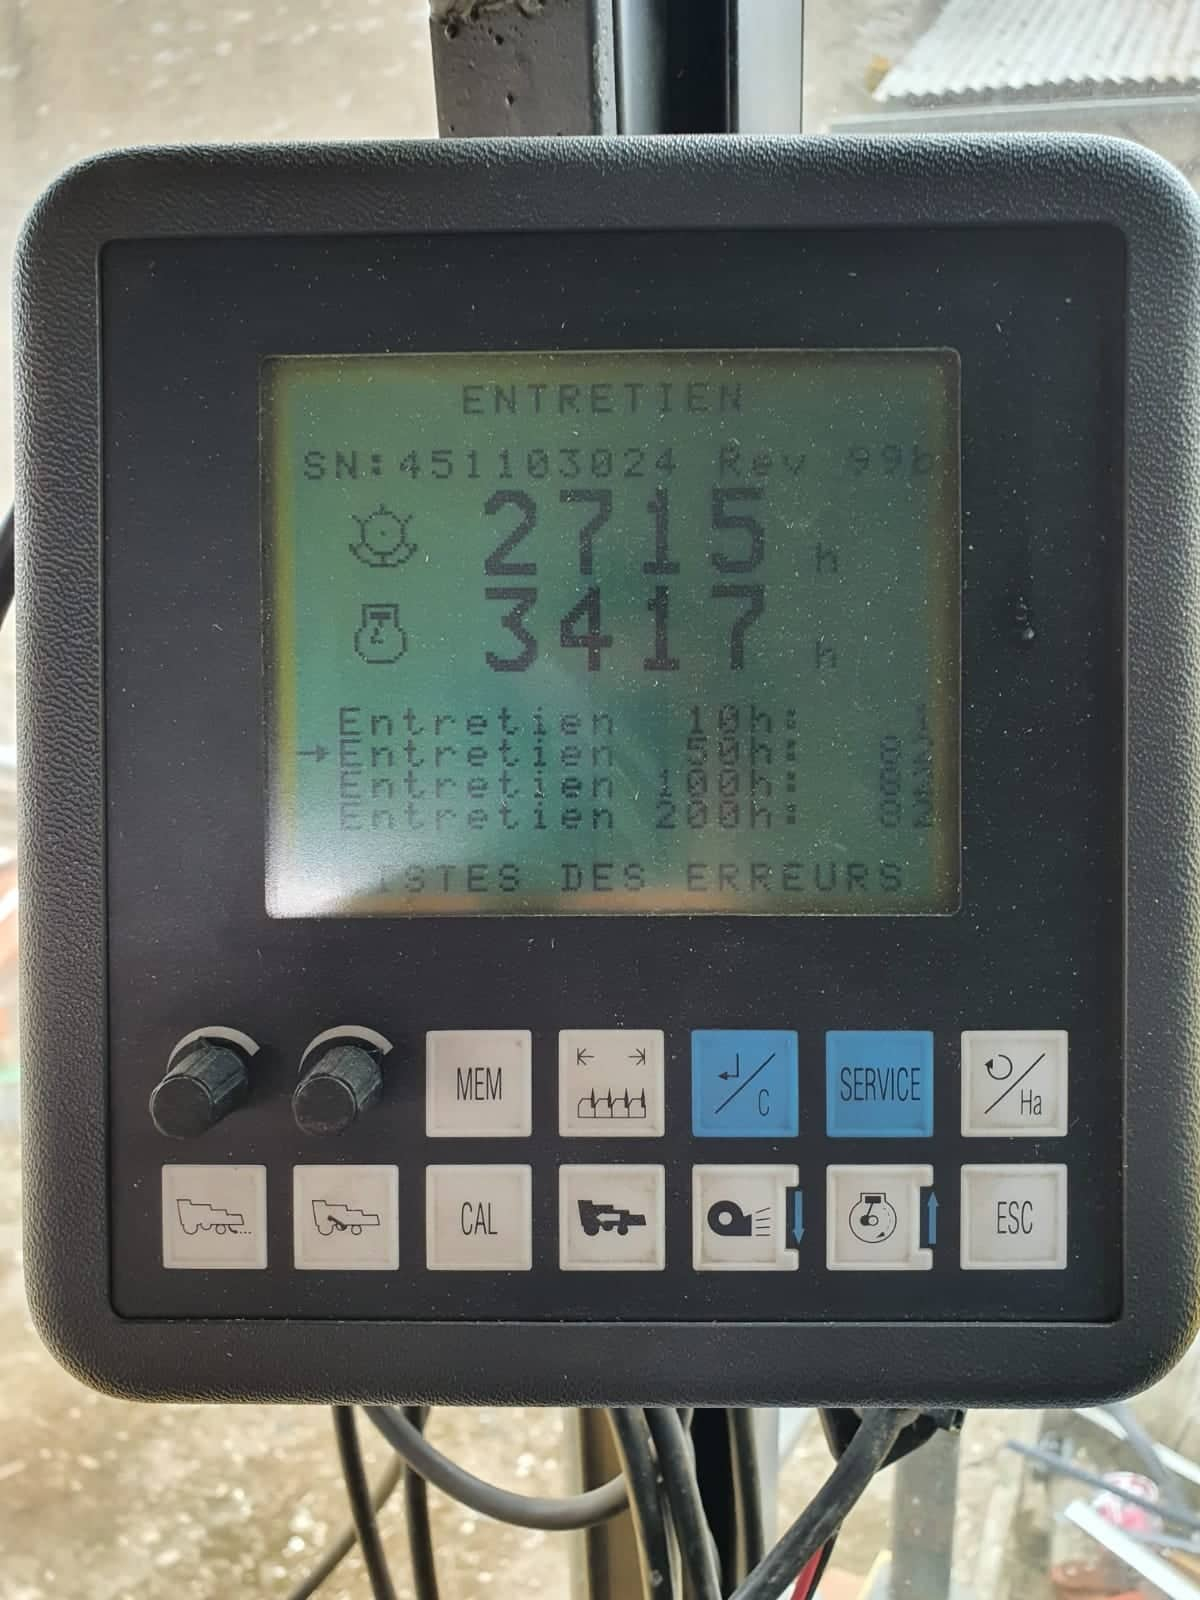 ENTRETIEN
SN:451103024 Rev 99b
2715 h
3417 h
Entretien 10h:
→Entretien 50h:
Entretien 100h:
Entretien 200h:
ISTES DES ERREURS
MEM
C
SERVICE
Ha
CAL
ESC